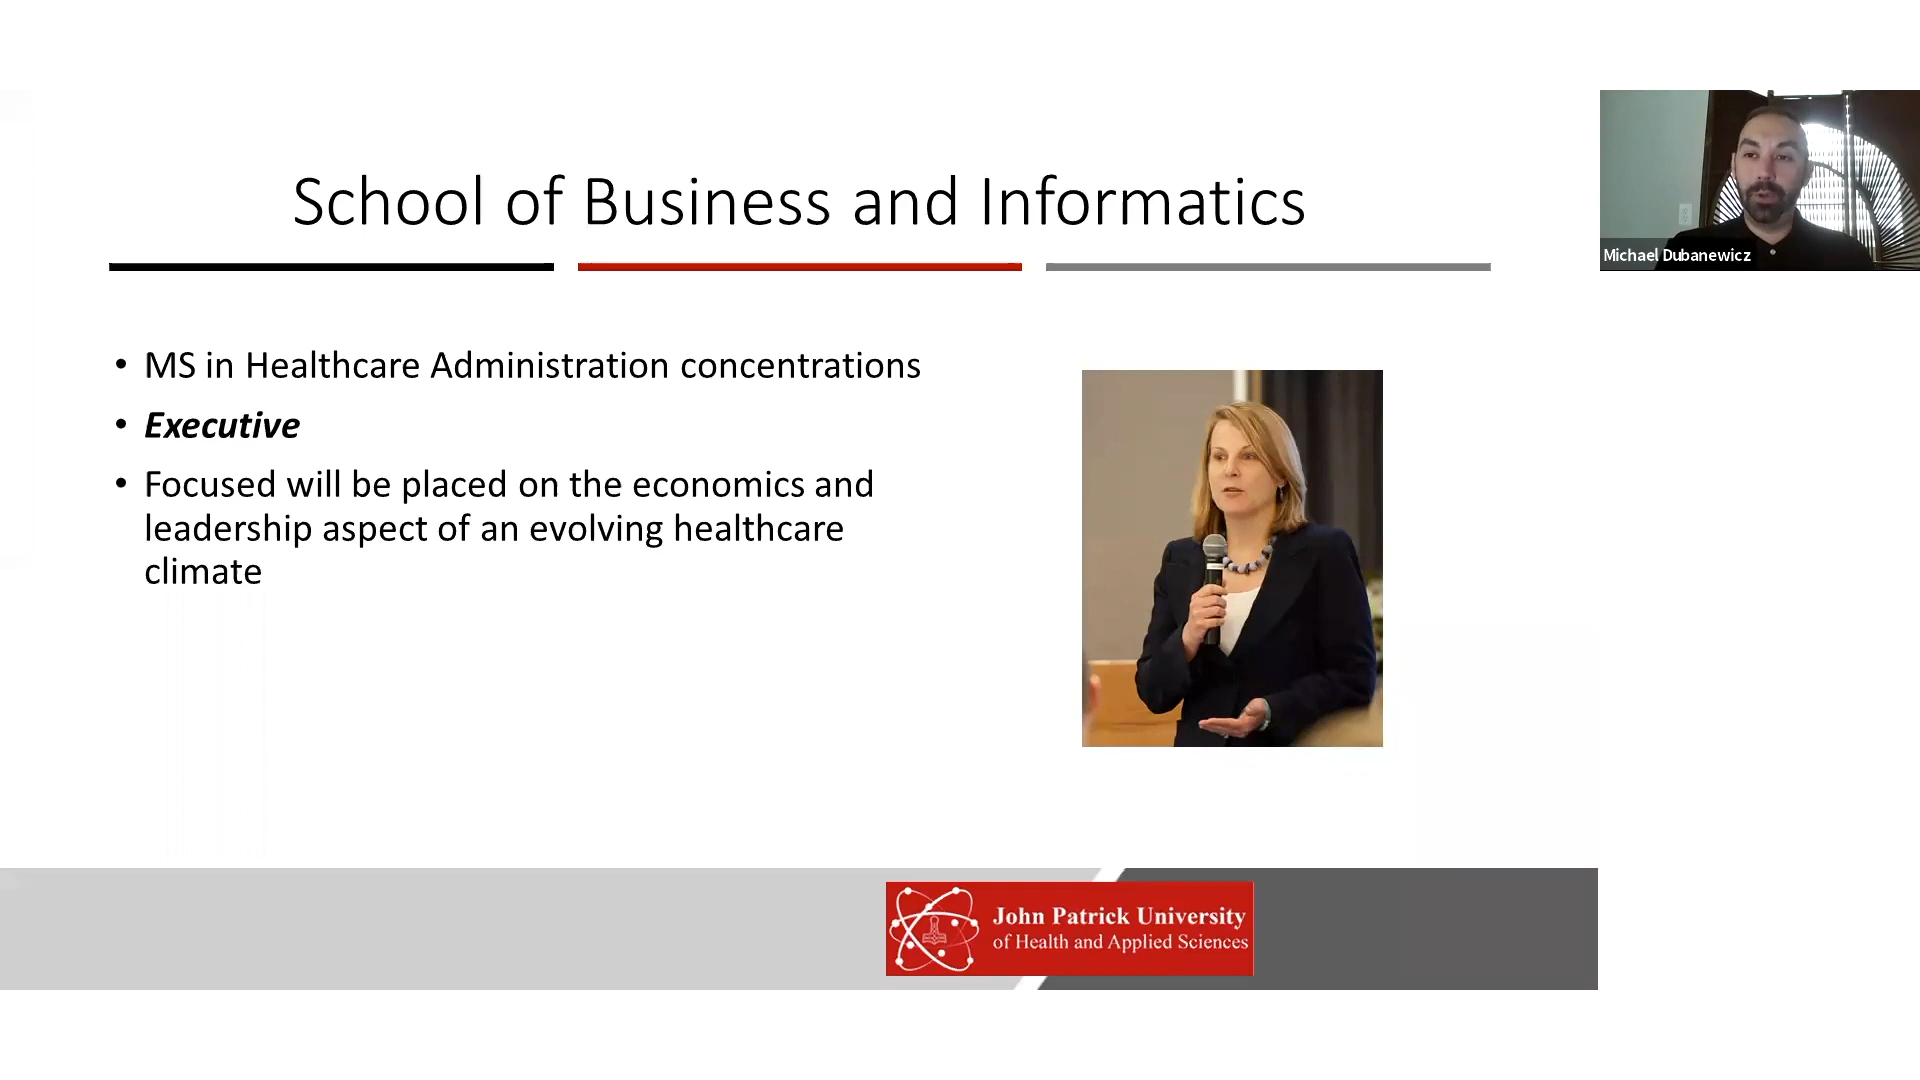 School of Business and Informatics
Michael Dubanewicz
• MS in Healthcare Administration concentrations
• Executive
• Focused will be placed on the economics and
leadership aspect of an evolving healthcare
climate
John Patrick University
of Health and Applied Sciences